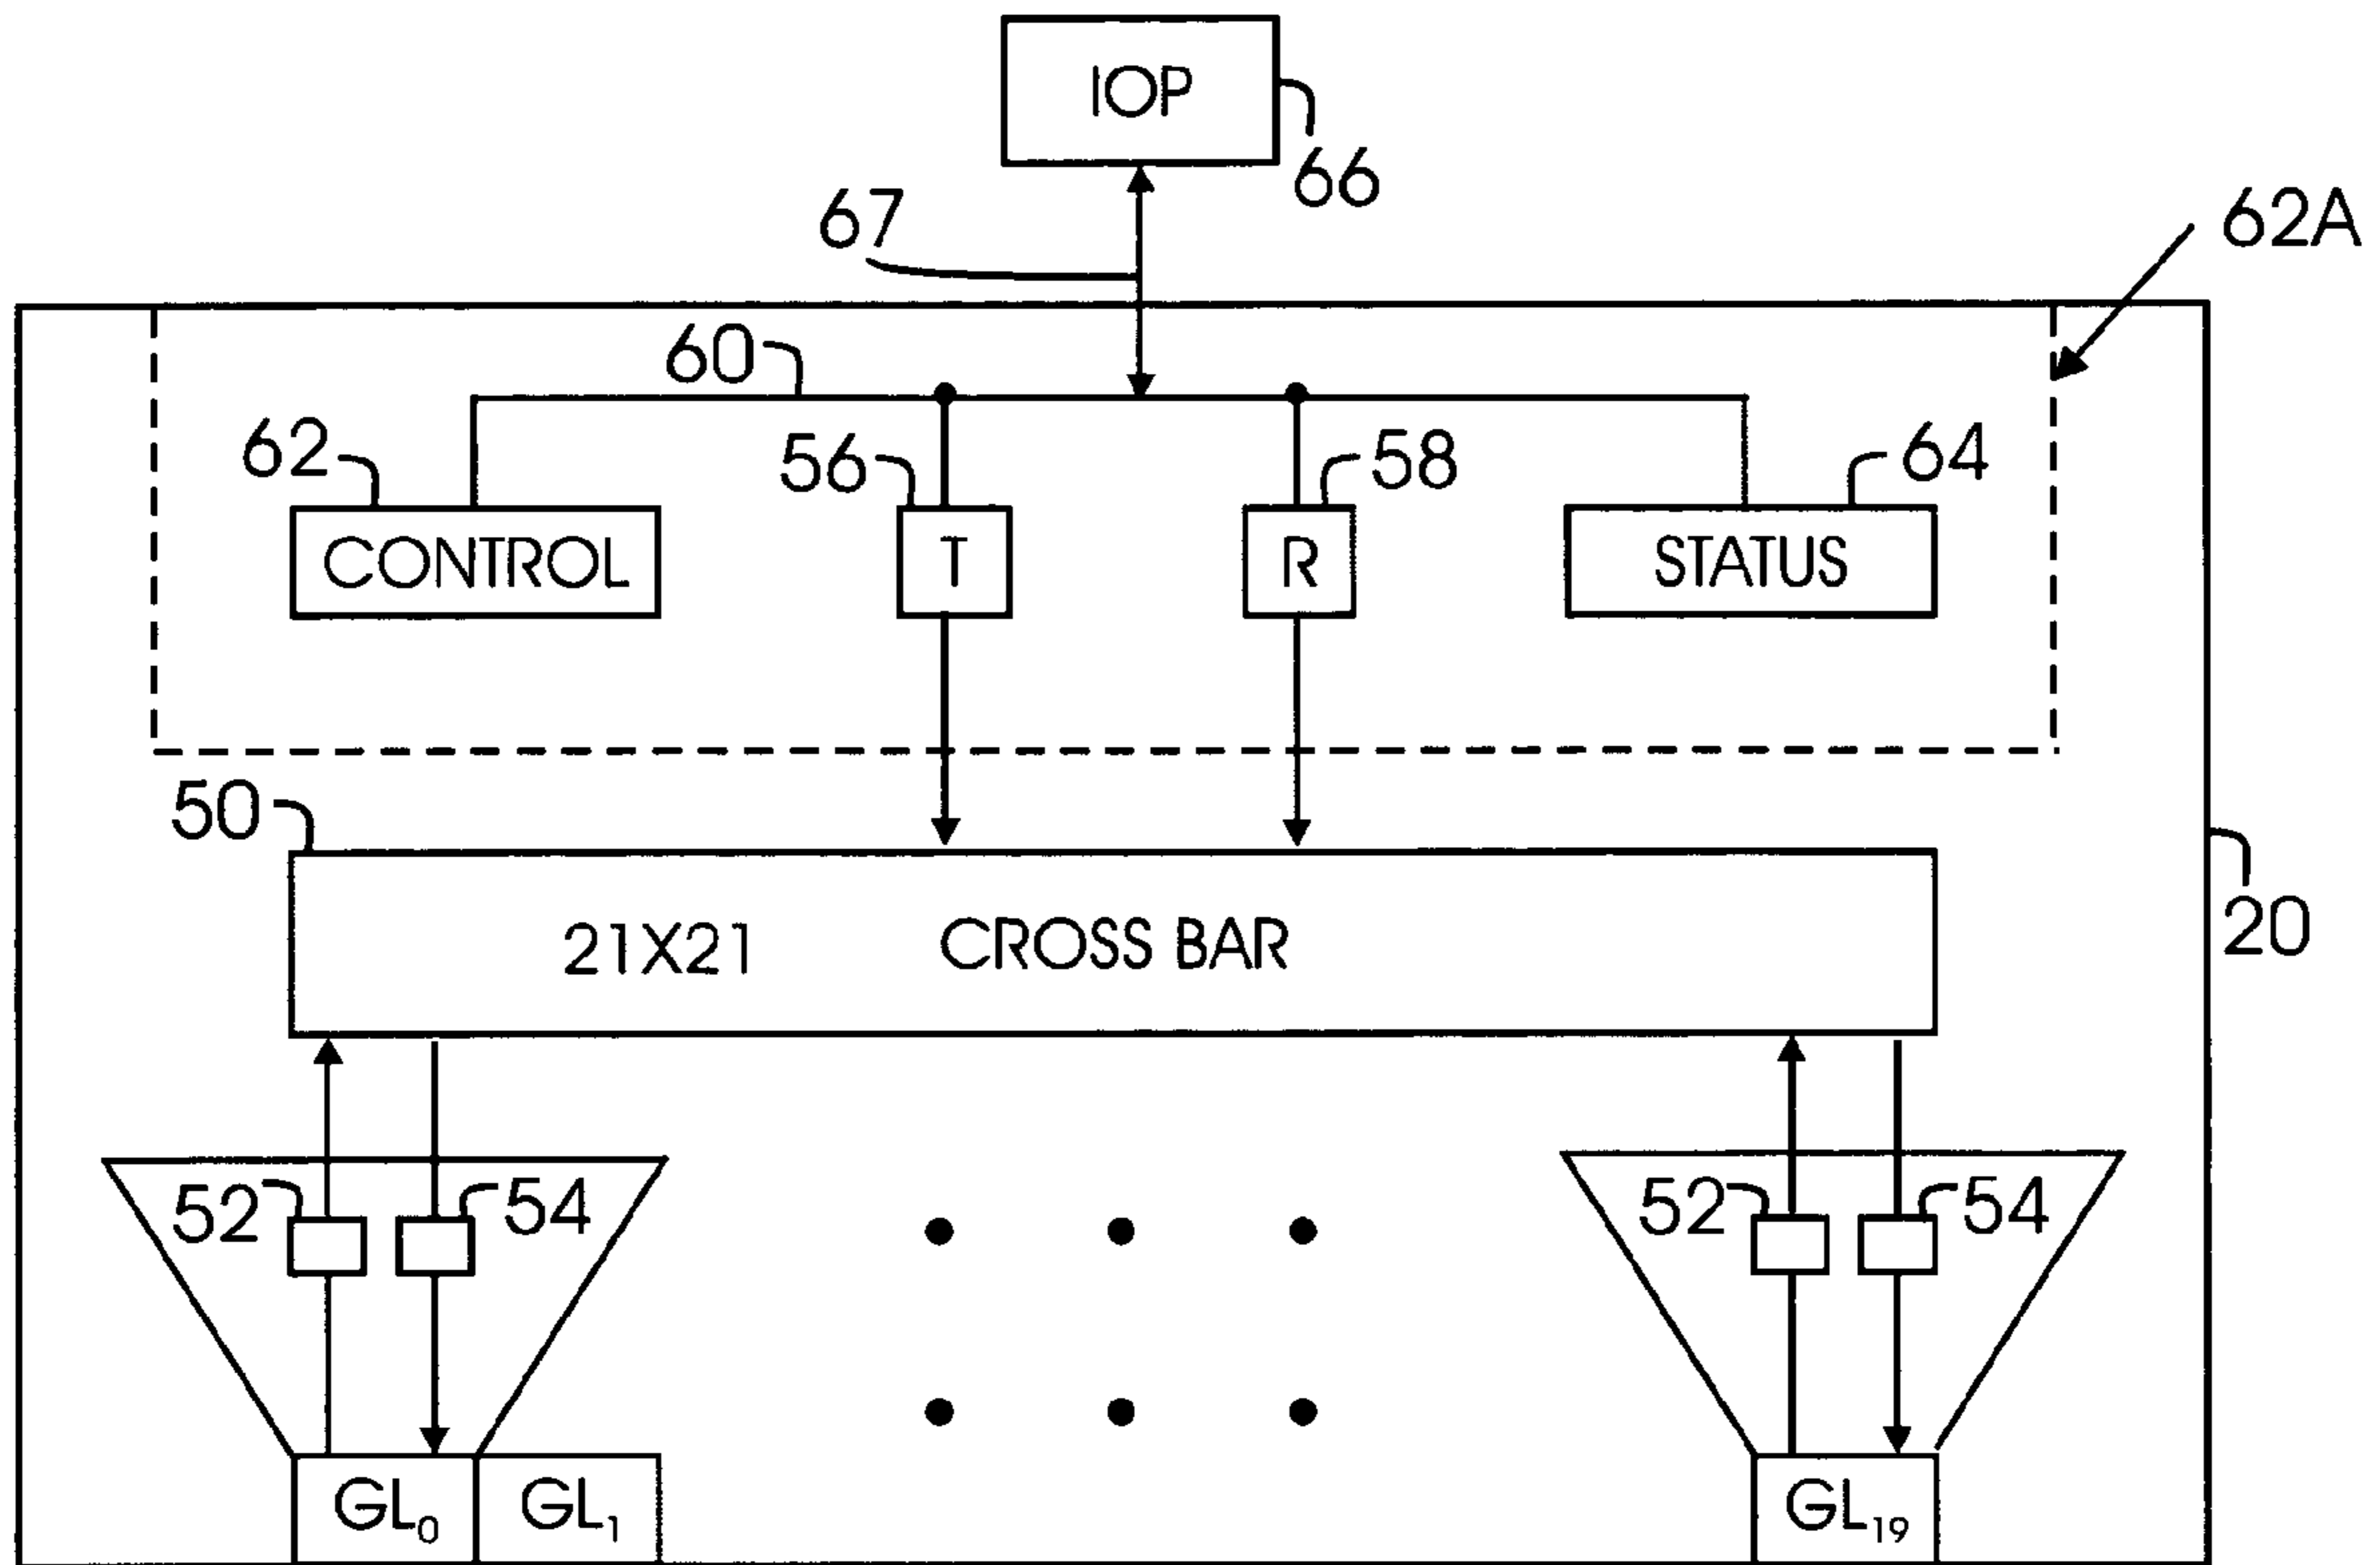 IOP
66
67
62A
60
62
56
58
64
CONTROL
T
R
STATUS
50
21X21 CROSS BAR
20
52
54
52
54
GL0
GL1
GL19